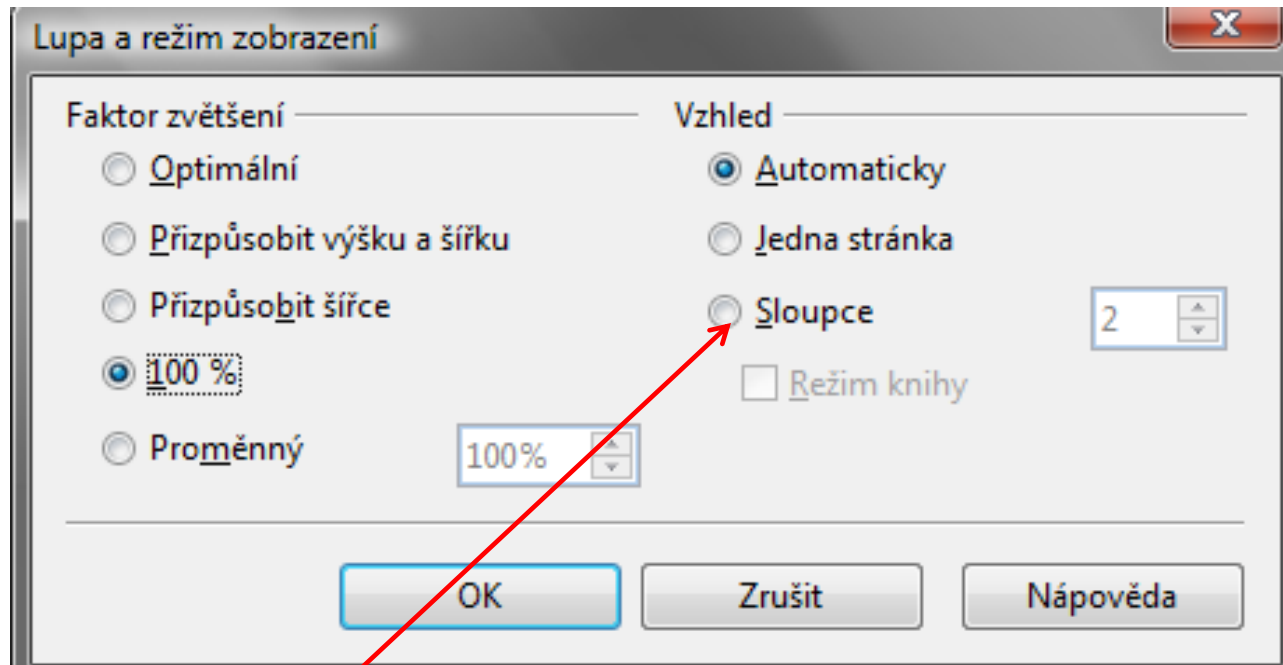 Lupa a režim zobrazení
Faktor zvětšení
Optimální
Přizpůsobit výšku a šířku
Přizpůsobit šířce
100 %
Proměnný 100%
Vzhled
Automaticky
Jedna stránka
Sloupce 2
Režim knihy
OK Zrušit Nápověda